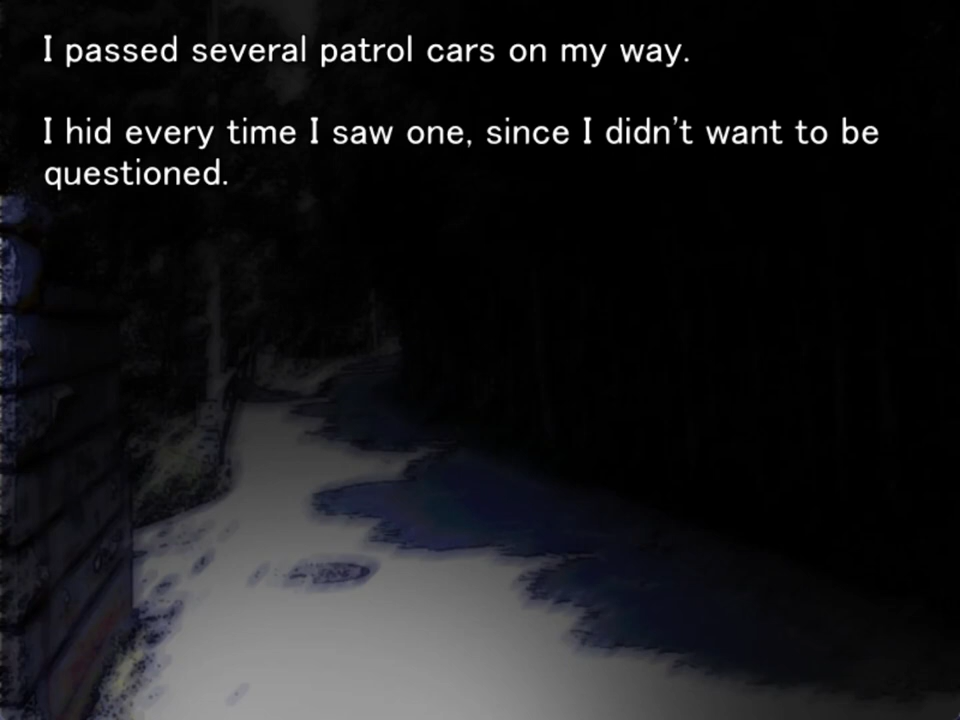 I passed several patrol cars on my way.
I hid every time I saw one, since I didn't want to be
questioned.